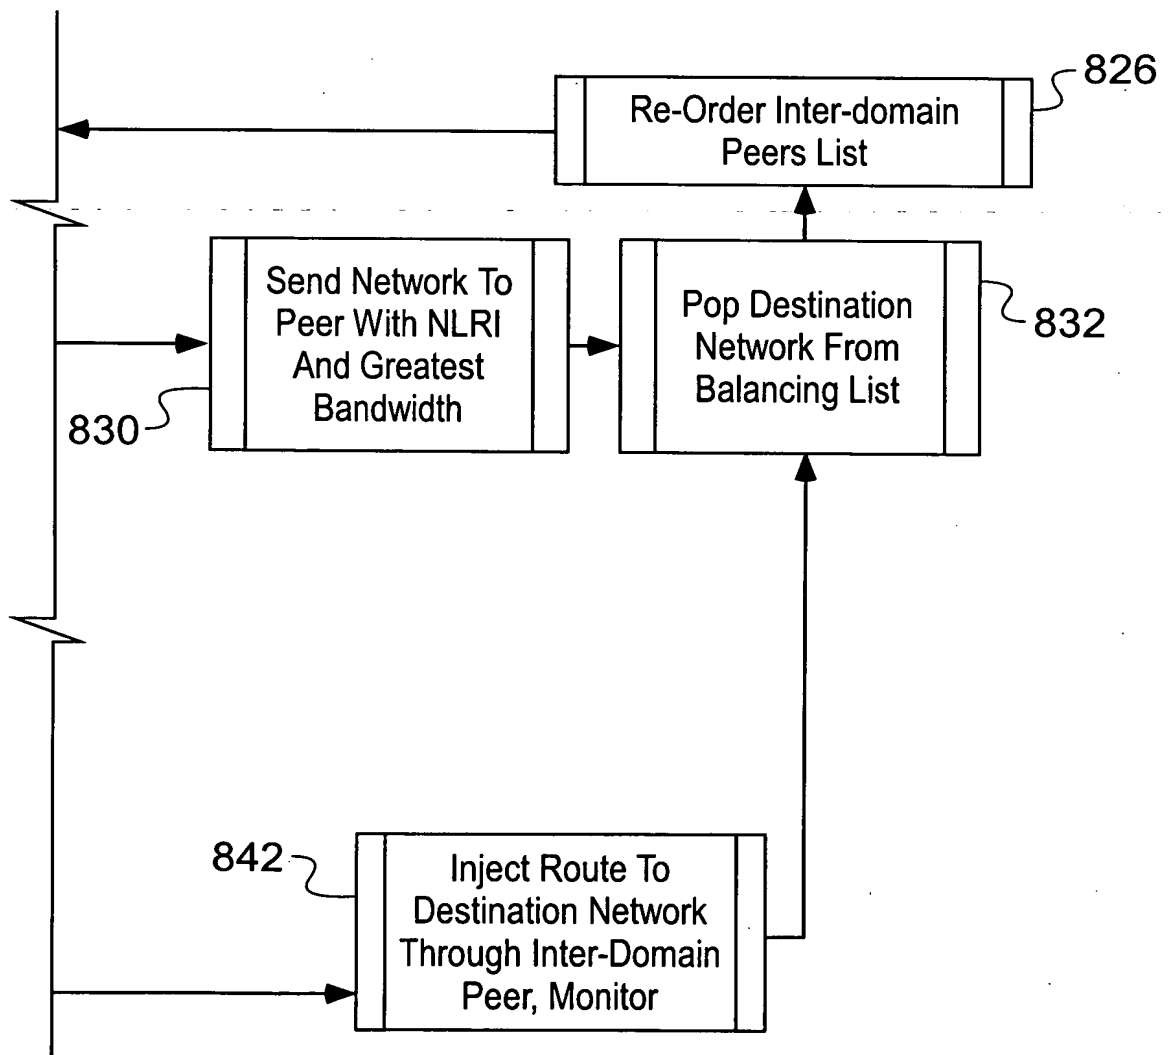 826
Re-Order Inter-domain
Peers List
Send Network To
Peer With NLRI
And Greatest
Bandwidth
830
Pop Destination
Network From
Balancing List
832
842
Inject Route To
Destination Network
Through Inter-Domain
Peer, Monitor